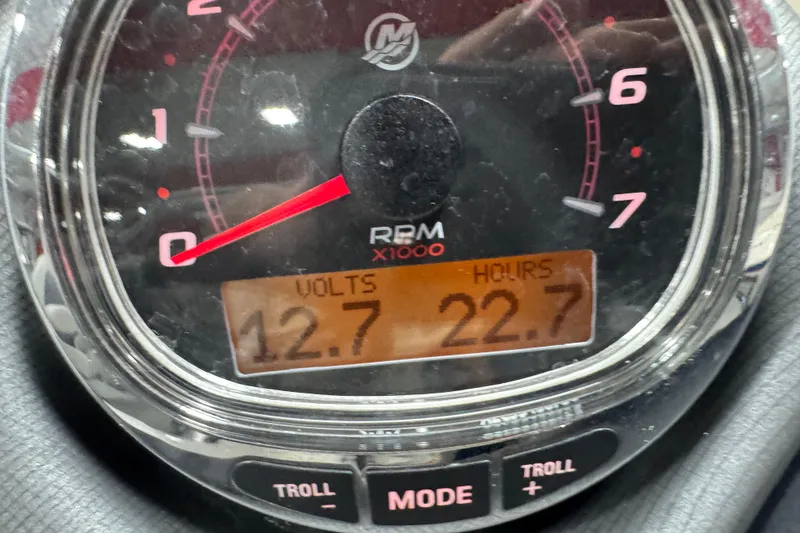 2
1
6
0
7
RPM
X1000
VOLTS HOURS
12.7 22.7
TROLL
-
MODE
TROLL
+